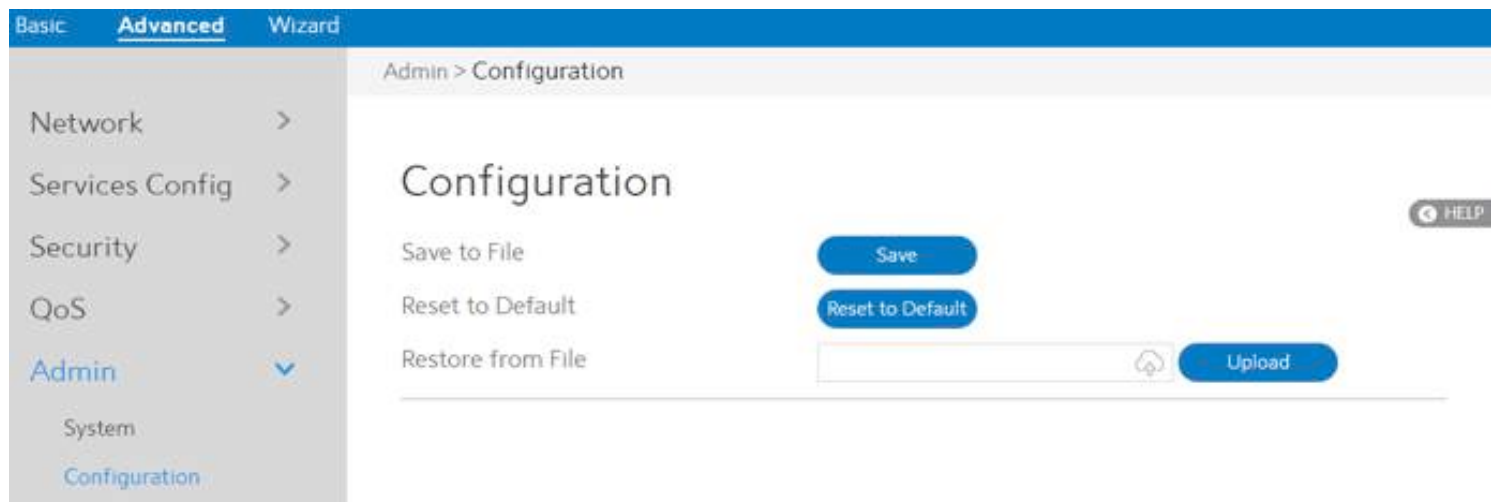 Basic Advanced Wizard
Admin > Configuration
Network >
Services Config >
Security >
QoS >
Admin
System
Configuration
Configuration
HELP
Save to File Save
Reset to Default Reset to Default
Restore from File Upload